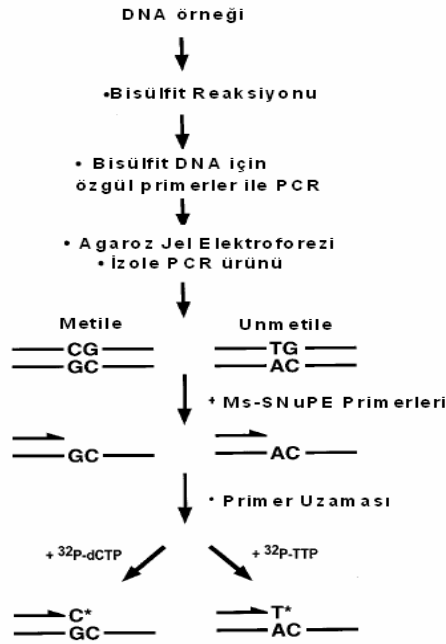 DNA örneği
•Bisülfit Reaksiyonu
• Bisülfit DNA için
özgül primerler ile PCR
• Agaroz Jel Elektroforezi
• İzole PCR ürünü
Metile Unmetile
CG TG
GC AC
+ Ms-SNuPE Primerleri
GC AC
• Primer Uzaması
+ ³²P-dCTP + ³²P-TTP
C* T*
GC AC